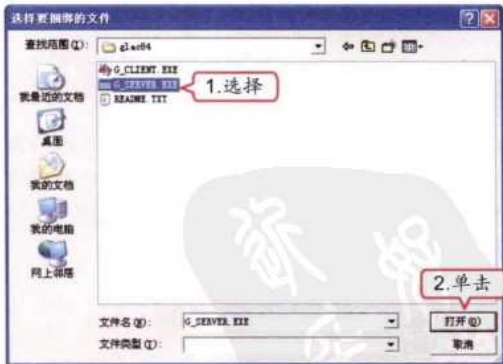 选择要捆绑的文件
查找范围(I): glac84
G_CLIENT.EXE
G_SERVER.EXE
README.TXT
1.选择
我最近的文档
桌面
我的文档
我的电脑
网上邻居
2.单击
文件名(N): G_SERVER.EXE 打开(O)
文件类型(T): 取消